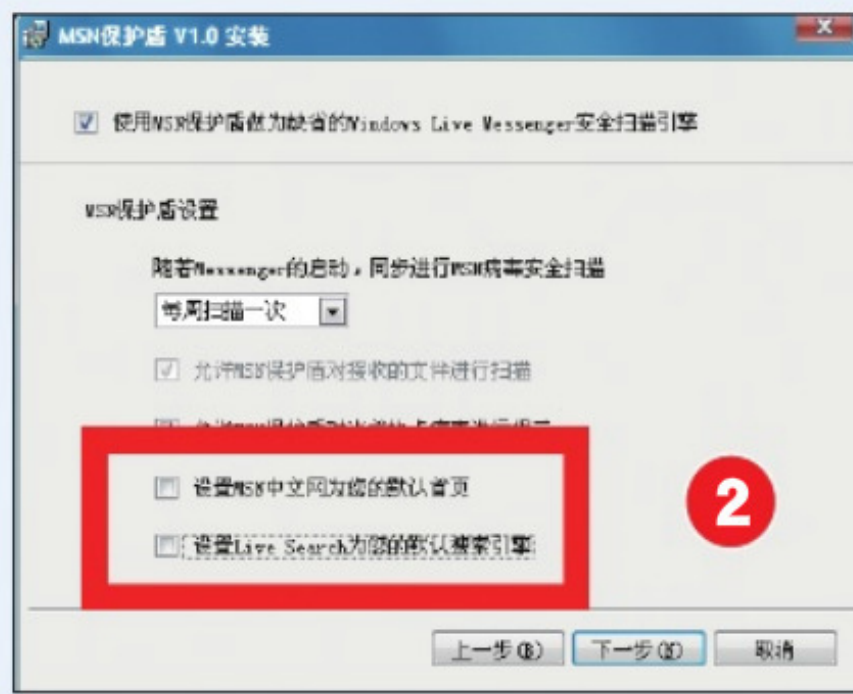 MSN保护盾 V1.0 安装
使用MSN保护盾做为缺省的Windows Live Messenger安全扫描引擎
MSN保护盾设置
随着Messenger的启动，同步进行MSN病毒安全扫描
每周扫描一次
允许MSN保护盾对接收的文件进行扫描
设置MSN中文网为您的默认首页
设置Live Search为您的默认搜索引擎
2
上一步(B) 下一步(N) 取消